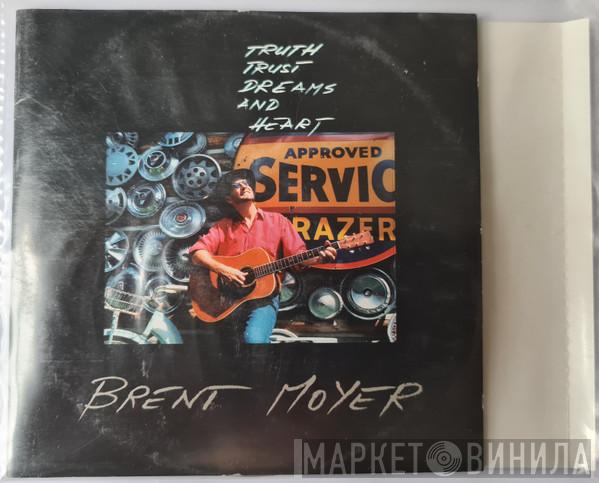 TRUTH
TRUST
DREAMS
AND
HEART
APPROVED
SERVIC
RAZER
BRENT MOYER
МАРКЕТ ВИНИЛА